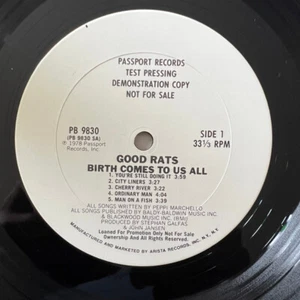 PASSPORT RECORDS
TEST PRESSING
DEMONSTRATION COPY
NOT FOR SALE
PB 9830
(PB 9830 SA)
℗ 1978 Passport
Records, Inc.
SIDE 1
33⅓ RPM
GOOD RATS
BIRTH COMES TO US ALL
1. YOU'RE STILL DOING IT 3:59
2. CITY LINERS 3:27
3. CHERRY RIVER 4:00
4. ORDINARY MAN 4:04
5. MAN ON A FISH 3:39
ALL SONGS WRITTEN BY PEPPI MARCHELLO
ALL SONGS PUBLISHED BY BALDY-BALDWIN MUSIC INC.
& BLACKWOOD MUSIC INC. (BMI)
PRODUCED BY STEPHAN GALFAS
& JOHN JANSEN
Loaned For Promotion Only Not For Sale
Ownership And All Rights Reserved By
MANUFACTURED AND MARKETED BY ARISTA RECORDS INC. N.Y., N.Y.